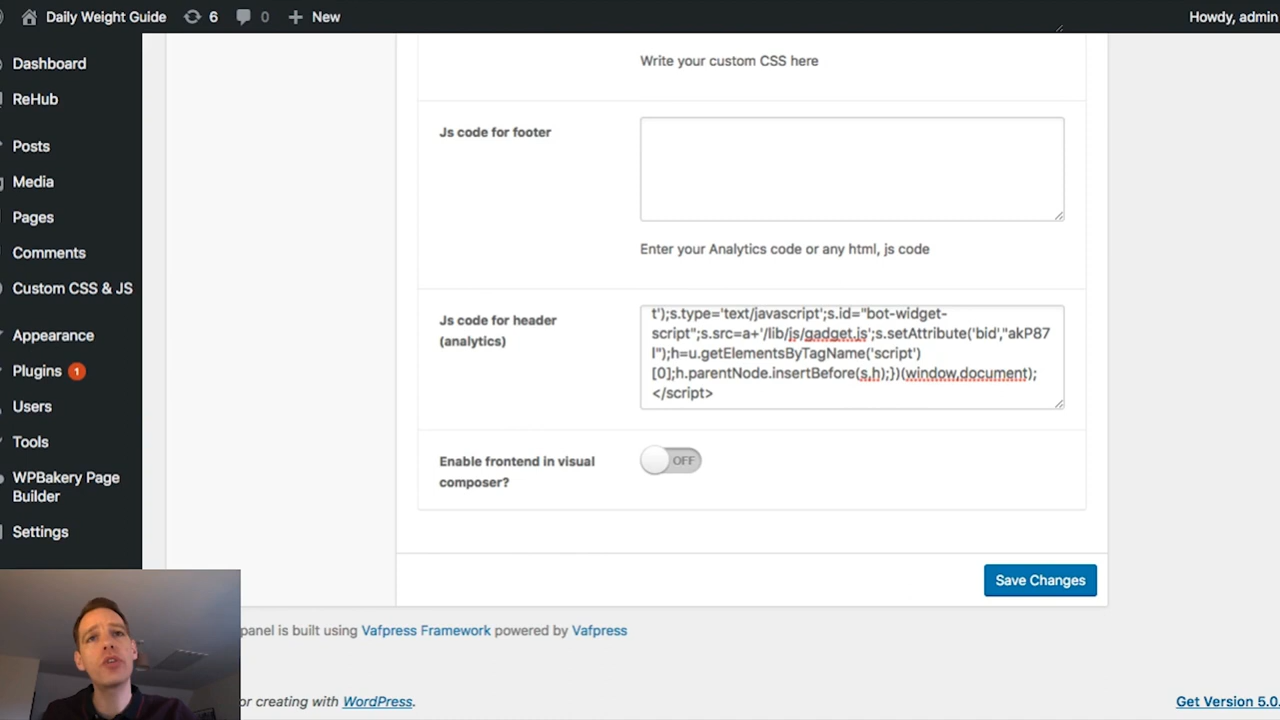 Daily Weight Guide 6 0 New Howdy, admin
Dashboard
ReHub
Posts
Media
Pages
Comments
Custom CSS & JS
Appearance
Plugins 1
Users
Tools
WPBakery Page
Builder
Settings
Write your custom CSS here
Js code for footer
Enter your Analytics code or any html, js code
Js code for header
(analytics)
t');s.type='text/javascript';s.id="bot-widget-
script";s.src=a+'/lib/js/gadget.js';s.setAttribute('bid',"akP87
l");h=u.getElementsByTagName('script')
[0];h.parentNode.insertBefore(s,h);})(window,document);
</script>
Enable frontend in visual
composer?
OFF
Save Changes
panel is built using Vafpress Framework powered by Vafpress
or creating with WordPress.
Get Version 5.0.